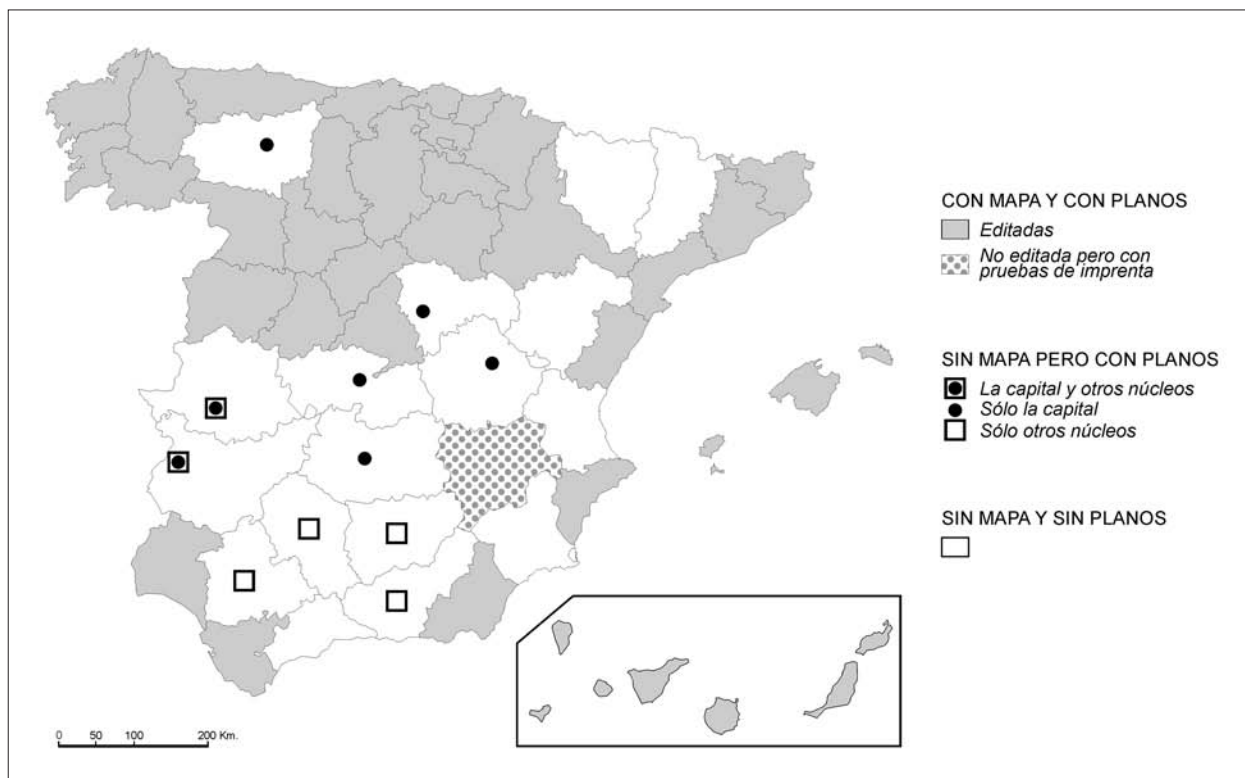 CON MAPA Y CON PLANOS
Editadas
No editada pero con
pruebas de imprenta
SIN MAPA PERO CON PLANOS
La capital y otros núcleos
Sólo la capital
Sólo otros núcleos
SIN MAPA Y SIN PLANOS
0 50 100 200 Km.